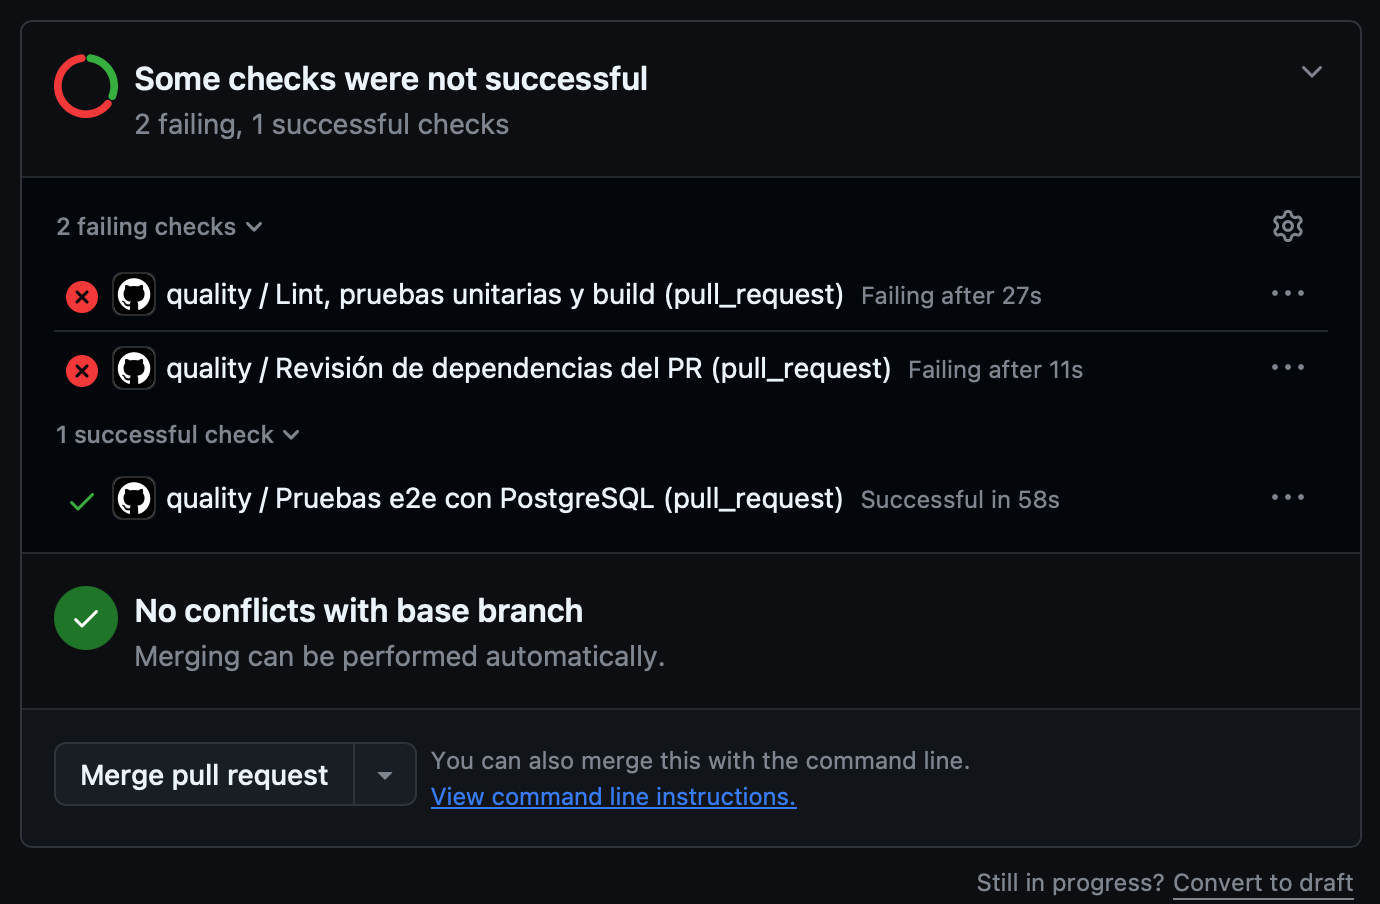 Some checks were not successful
2 failing, 1 successful checks
2 failing checks
quality / Lint, pruebas unitarias y build (pull_request) Failing after 27s
quality / Revisión de dependencias del PR (pull_request) Failing after 11s
1 successful check
quality / Pruebas e2e con PostgreSQL (pull_request) Successful in 58s
No conflicts with base branch
Merging can be performed automatically.
Merge pull request
You can also merge this with the command line.
View command line instructions.
Still in progress? Convert to draft